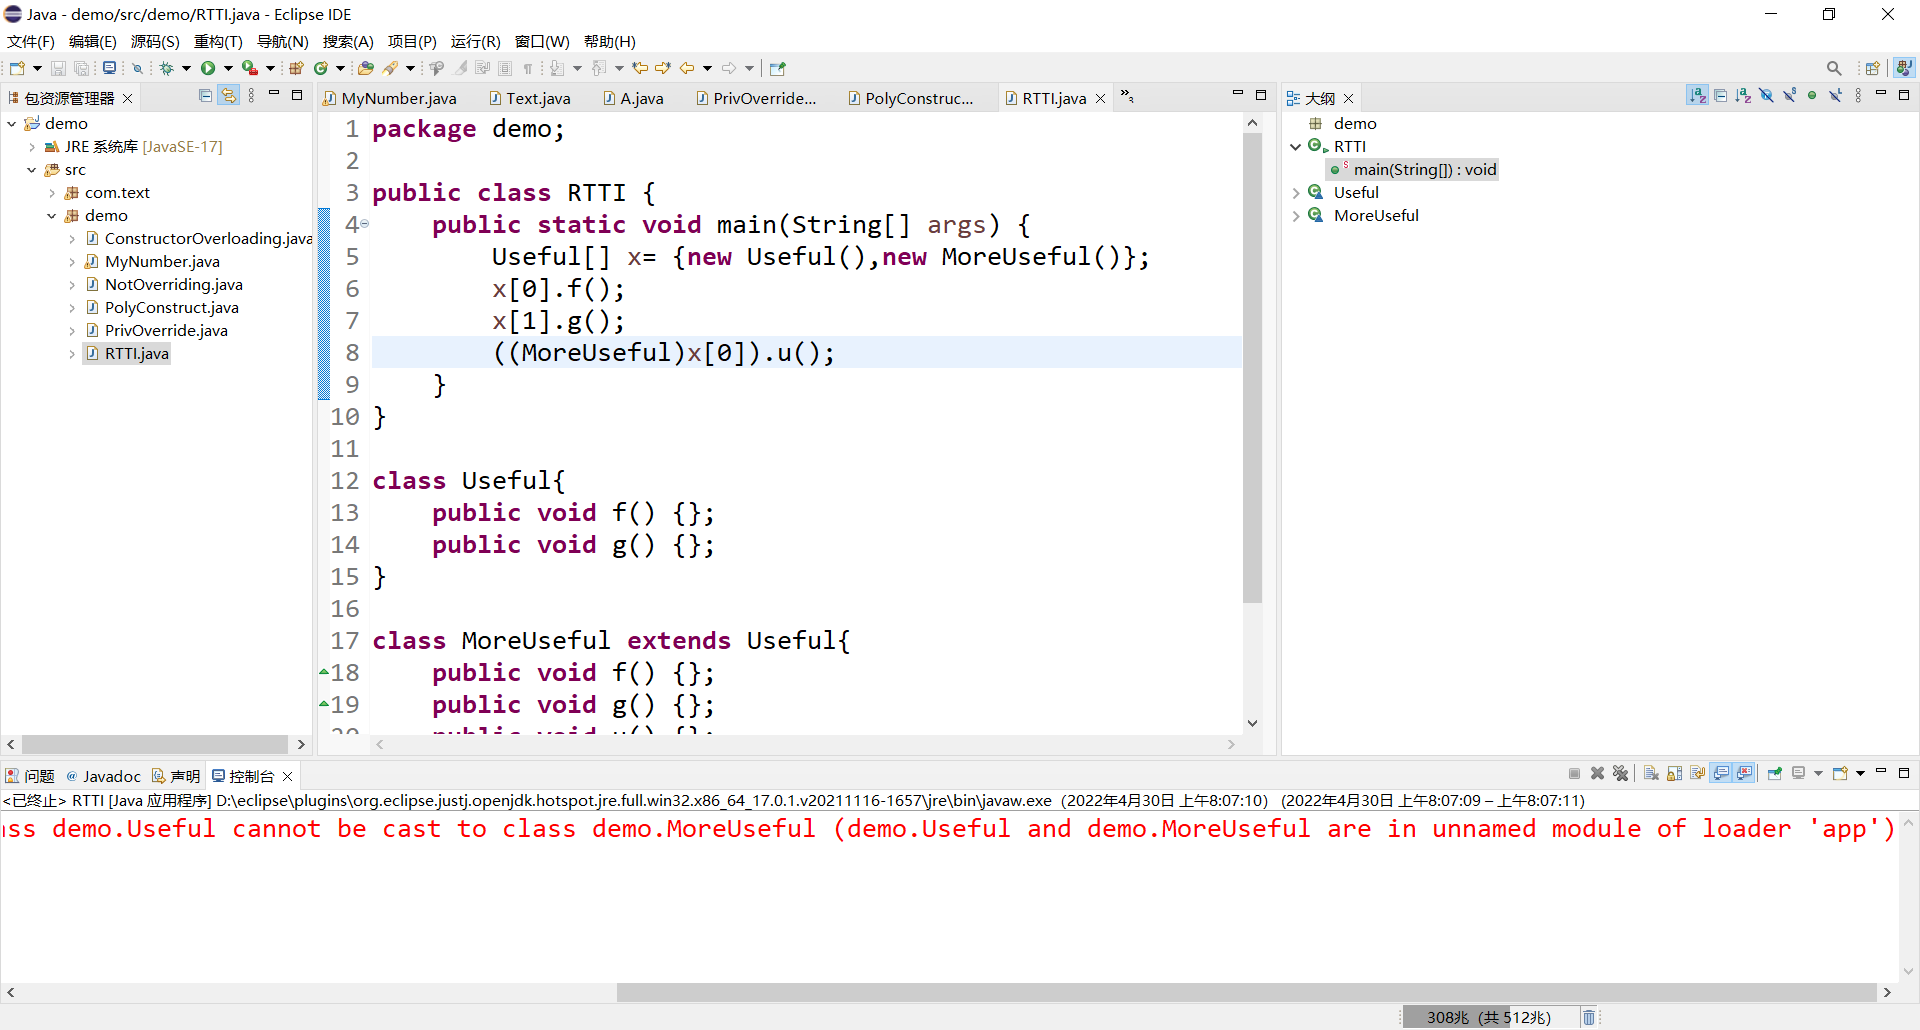 Java - demo/src/demo/RTTI.java - Eclipse IDE
文件(F) 编辑(E) 源码(S) 重构(T) 导航(N) 搜索(A) 项目(P) 运行(R) 窗口(W) 帮助(H)
包资源管理器
demo
JRE 系统库 [JavaSE-17]
src
com.text
demo
ConstructorOverloading.java
MyNumber.java
NotOverriding.java
PolyConstruct.java
PrivOverride.java
RTTI.java
MyNumber.java Text.java A.java PrivOverride... PolyConstruc... RTTI.java »3
1 package demo;
2
3 public class RTTI {
4 public static void main(String[] args) {
5 Useful[] x= {new Useful(),new MoreUseful()};
6 x[0].f();
7 x[1].g();
8 ((MoreUseful)x[0]).u();
9 }
10 }
11
12 class Useful{
13 public void f() {};
14 public void g() {};
15 }
16
17 class MoreUseful extends Useful{
18 public void f() {};
19 public void g() {};
20 public void u() {};
大纲
demo
RTTI
main(String[]) : void
Useful
MoreUseful
问题 @ Javadoc 声明 控制台
<已终止> RTTI [Java 应用程序] D:\eclipse\plugins\org.eclipse.justj.openjdk.hotspot.jre.full.win32.x86_64_17.0.1.v20211116-1657\jre\bin\javaw.exe（2022年4月30日 上午8:07:10）(2022年4月30日 上午8:07:09 – 上午8:07:11)
ass demo.Useful cannot be cast to class demo.MoreUseful (demo.Useful and demo.MoreUseful are in unnamed module of loader 'app')
308兆（共 512兆）